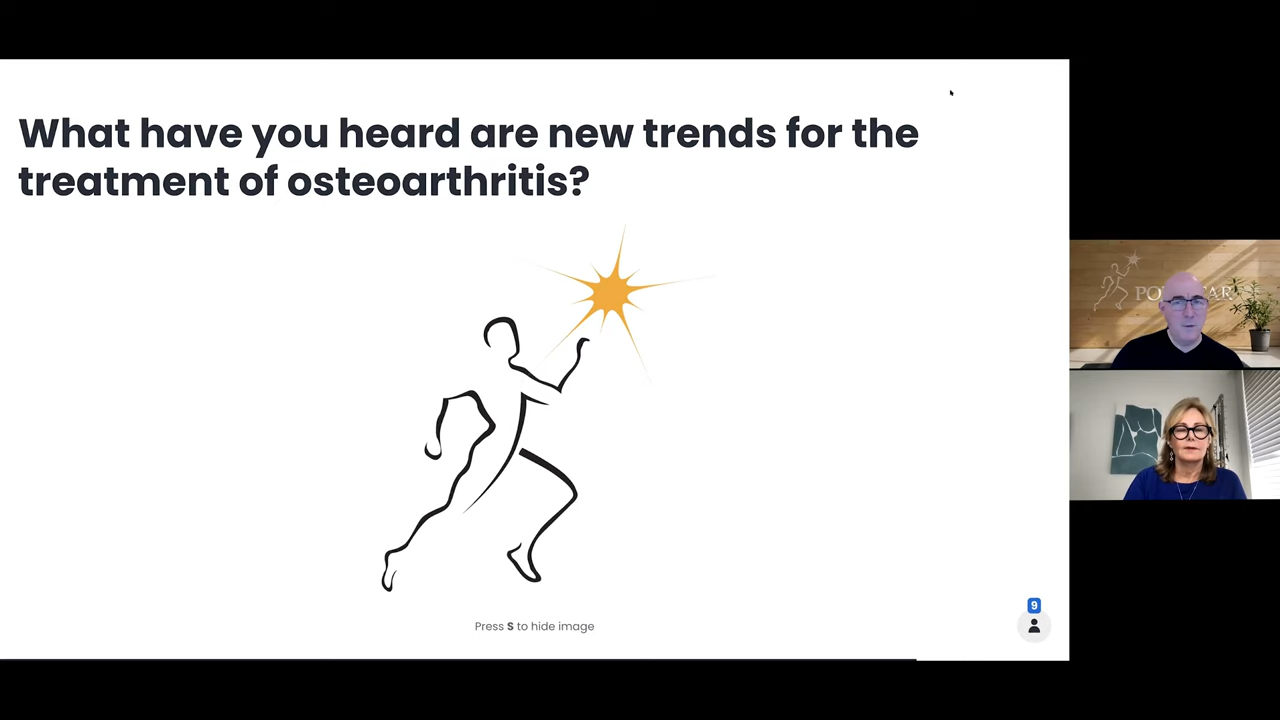 What have you heard are new trends for the
treatment of osteoarthritis?
Press S to hide image
9